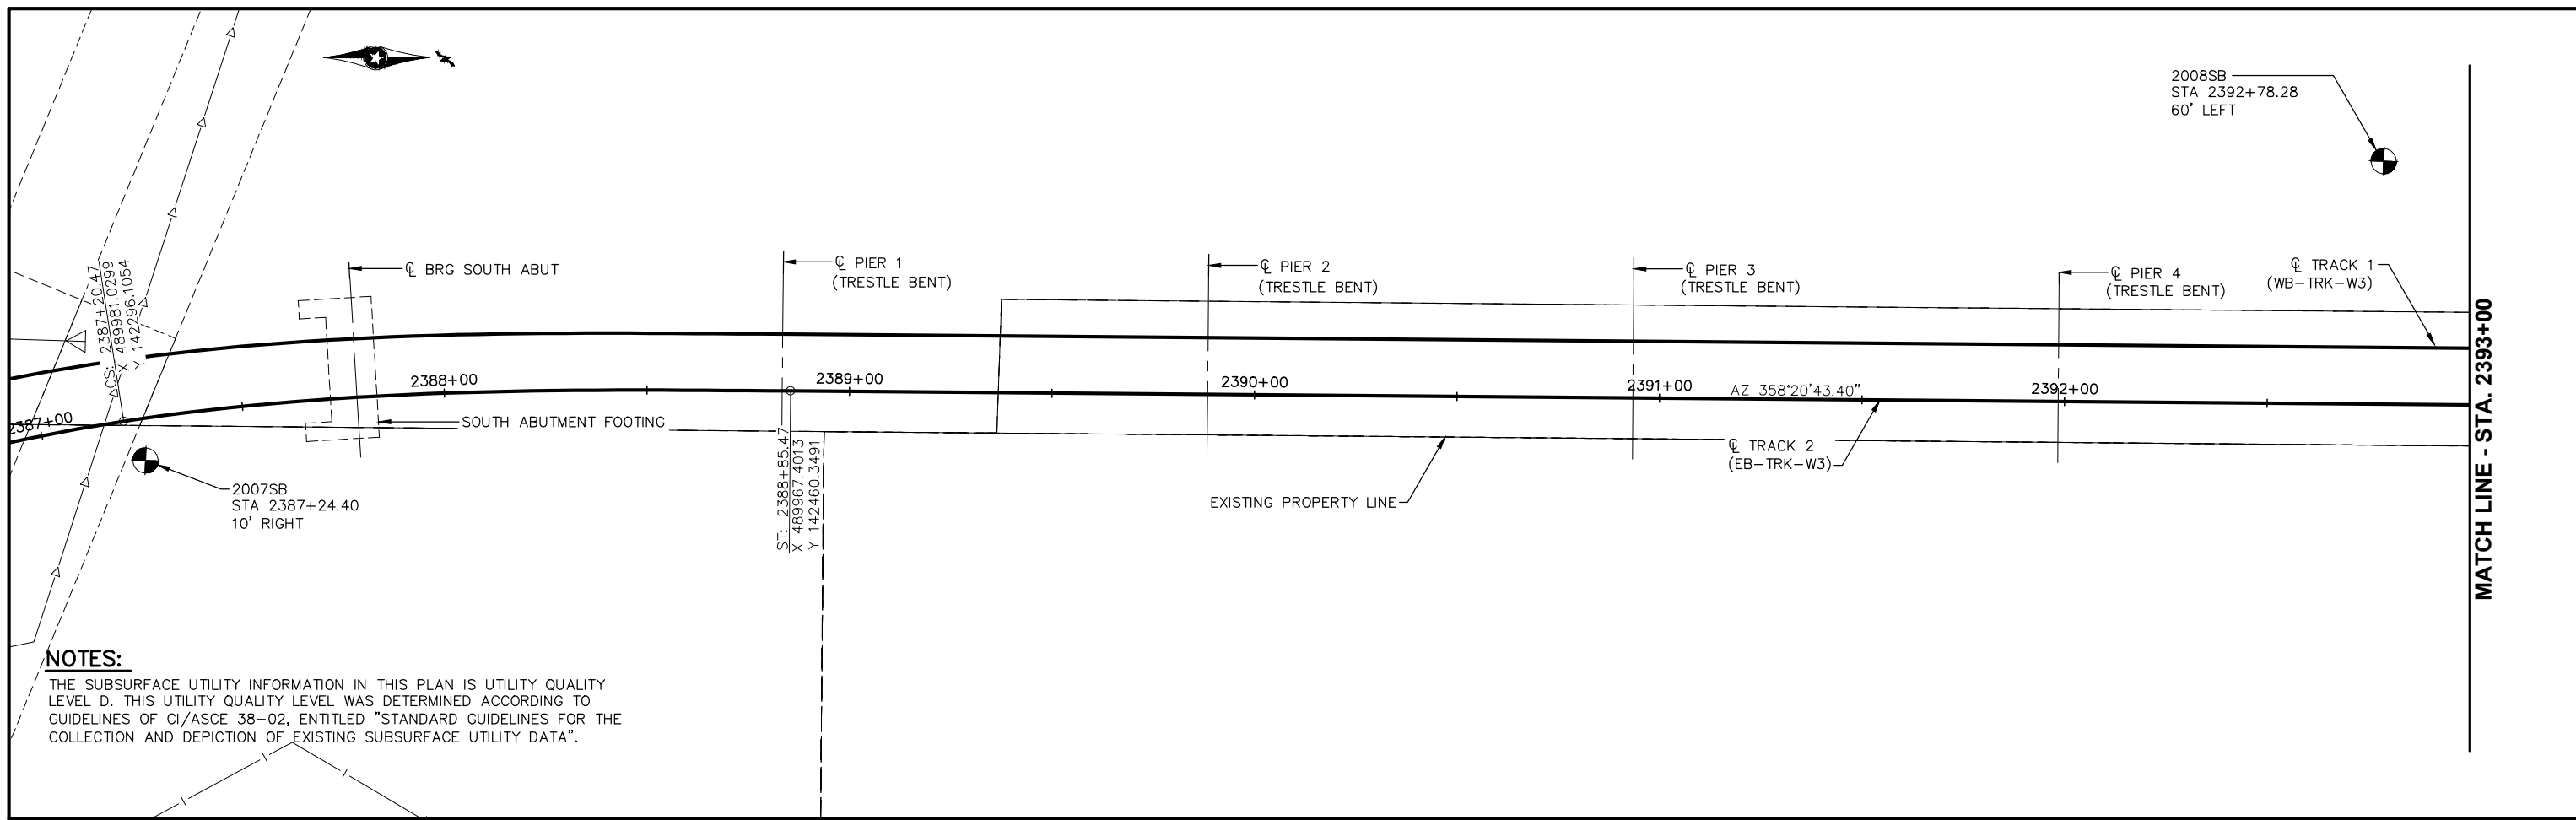 2008SB
STA 2392+78.28
60' LEFT
CS: 2387+20.47
X 489981.0299
Y 142296.1054
℄ BRG SOUTH ABUT
℄ PIER 1
(TRESTLE BENT)
℄ PIER 2
(TRESTLE BENT)
℄ PIER 3
(TRESTLE BENT)
℄ PIER 4
(TRESTLE BENT)
℄ TRACK 1
(WB-TRK-W3)
2387+00
2388+00
2389+00
2390+00
2391+00
AZ 358°20'43.40"
2392+00
MATCH LINE - STA. 2393+00
SOUTH ABUTMENT FOOTING
ST: 2388+85.47
X 489967.4013
Y 142460.3491
℄ TRACK 2
(EB-TRK-W3)
EXISTING PROPERTY LINE
2007SB
STA 2387+24.40
10' RIGHT
NOTES:
THE SUBSURFACE UTILITY INFORMATION IN THIS PLAN IS UTILITY QUALITY
LEVEL D. THIS UTILITY QUALITY LEVEL WAS DETERMINED ACCORDING TO
GUIDELINES OF CI/ASCE 38-02, ENTITLED "STANDARD GUIDELINES FOR THE
COLLECTION AND DEPICTION OF EXISTING SUBSURFACE UTILITY DATA".